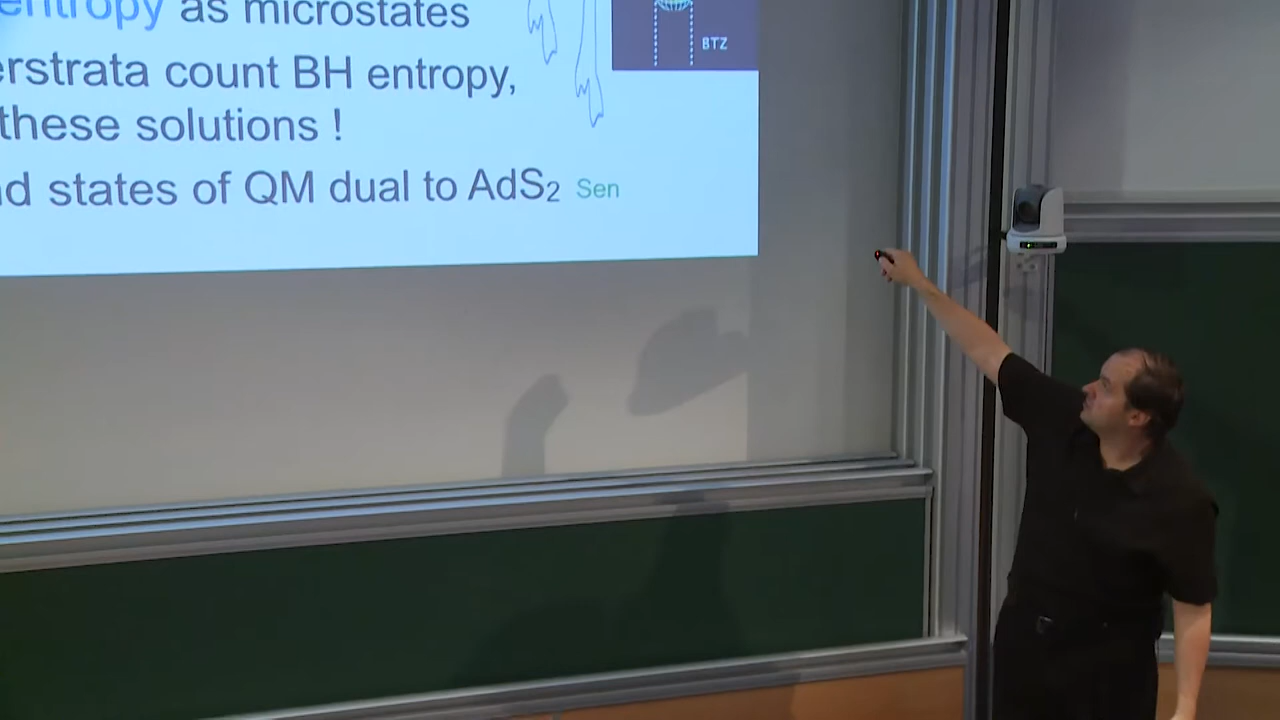 entropy as microstates
erstrata count BH entropy,
these solutions !
d states of QM dual to AdS₂ Sen
BTZ